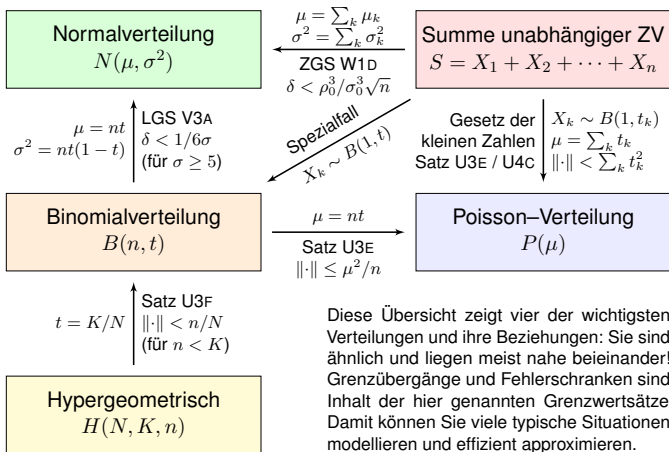 Normalverteilung
N(μ, σ²)
μ = ∑ₖ μₖ
σ² = ∑ₖ σₖ²
ZGS W1D
δ < ρ₀³/σ₀³√n
Summe unabhängiger ZV
S = X₁ + X₂ + ⋯ + Xₙ
μ = nt
σ² = nt(1 − t)
LGS V3A
δ < 1/6σ
(für σ ≥ 5)
Spezialfall
Xₖ ∼ B(1, t)
Gesetz der
kleinen Zahlen
Satz U3E / U4C
Xₖ ∼ B(1, tₖ)
μ = ∑ₖ tₖ
‖·‖ < ∑ₖ tₖ²
Binomialverteilung
B(n, t)
μ = nt
Satz U3E
‖·‖ ≤ μ²/n
Poisson–Verteilung
P(μ)
t = K/N
Satz U3F
‖·‖ < n/N
(für n < K)
Hypergeometrisch
H(N, K, n)
Diese Übersicht zeigt vier der wichtigsten
Verteilungen und ihre Beziehungen: Sie sind
ähnlich und liegen meist nahe beieinander!
Grenzübergänge und Fehlerschranken sind
Inhalt der hier genannten Grenzwertsätze.
Damit können Sie viele typische Situationen
modellieren und effizient approximieren.